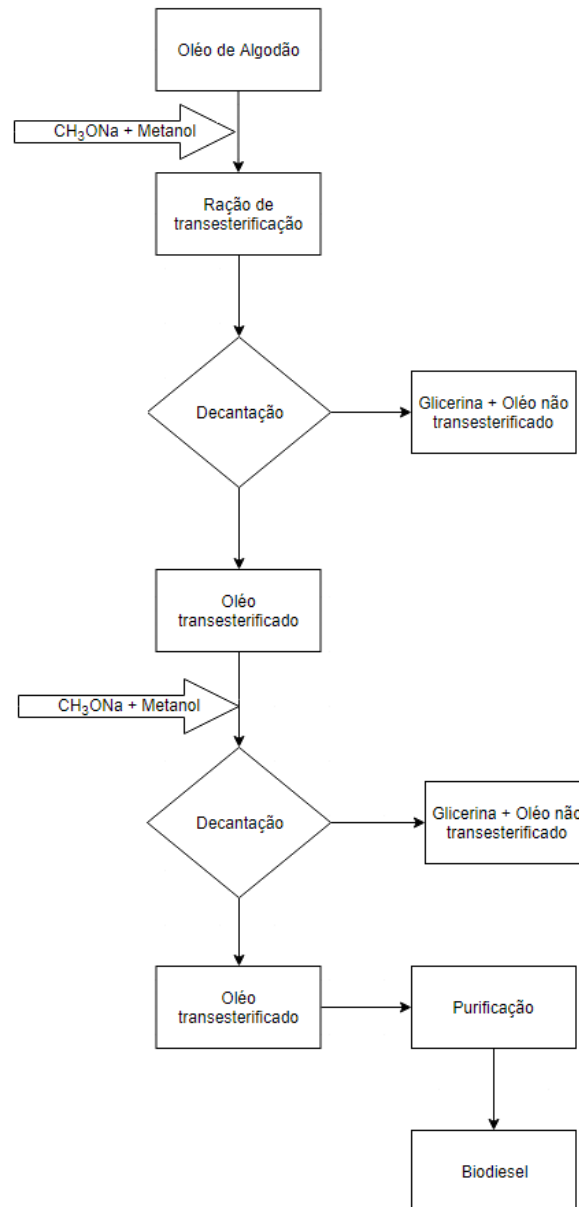 Oléo de Algodão
CH₃ONa + Metanol
Ração de
transesterificação
Decantação
Glicerina + Oléo não
transesterificado
Oléo
transesterificado
CH₃ONa + Metanol
Decantação
Glicerina + Oléo não
transesterificado
Oléo
transesterificado
Purificação
Biodiesel